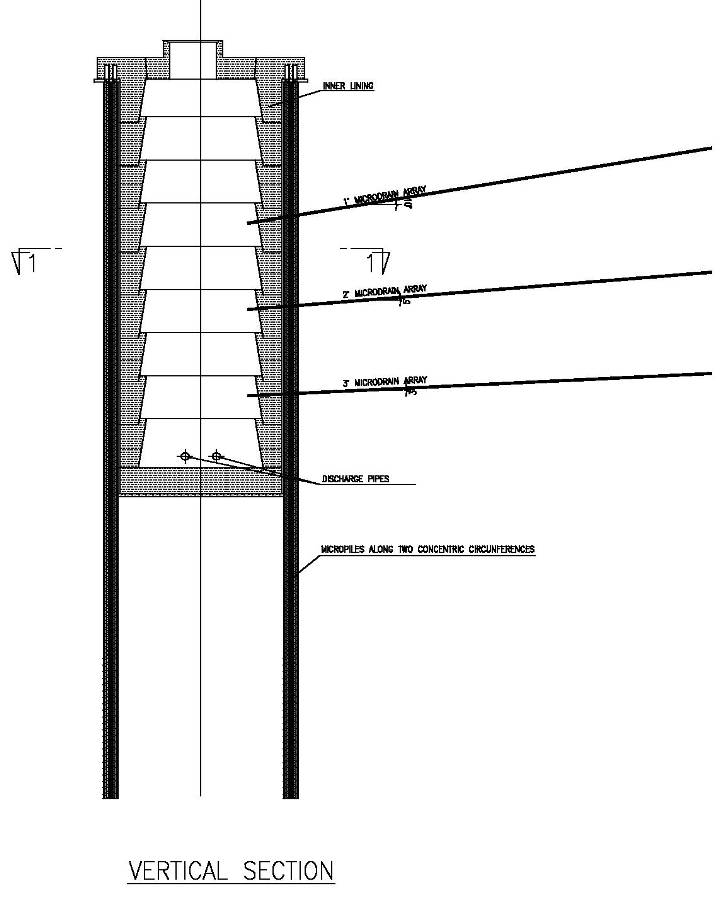 INNER LINING
1° MICRODRAIN ARRAY
1
1
2° MICRODRAIN ARRAY
3° MICRODRAIN ARRAY
DISCHARGE PIPES
MICROPILES ALONG TWO CONCENTRIC CIRCUNFERENCES
VERTICAL SECTION